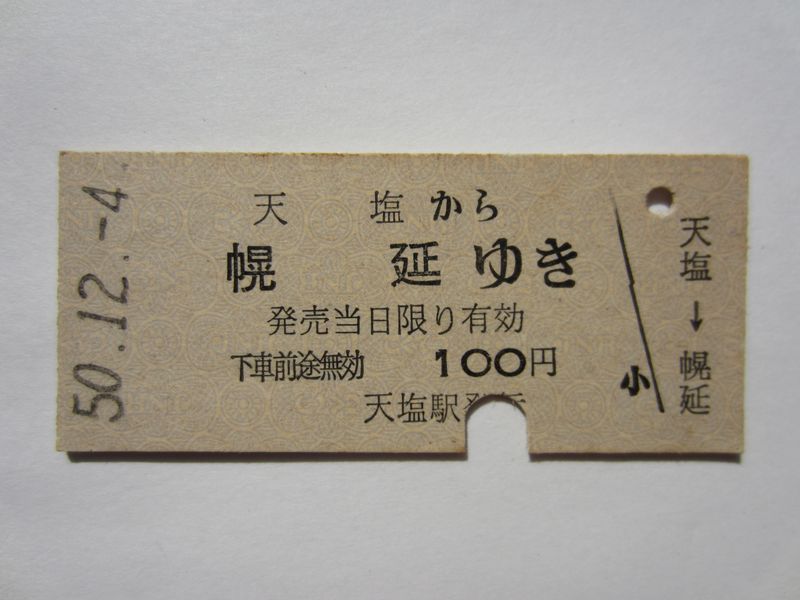 50.12.-4.
天塩から
幌延ゆき
発売当日限り有効
下車前途無効 100円
天塩駅
小
天塩→幌延